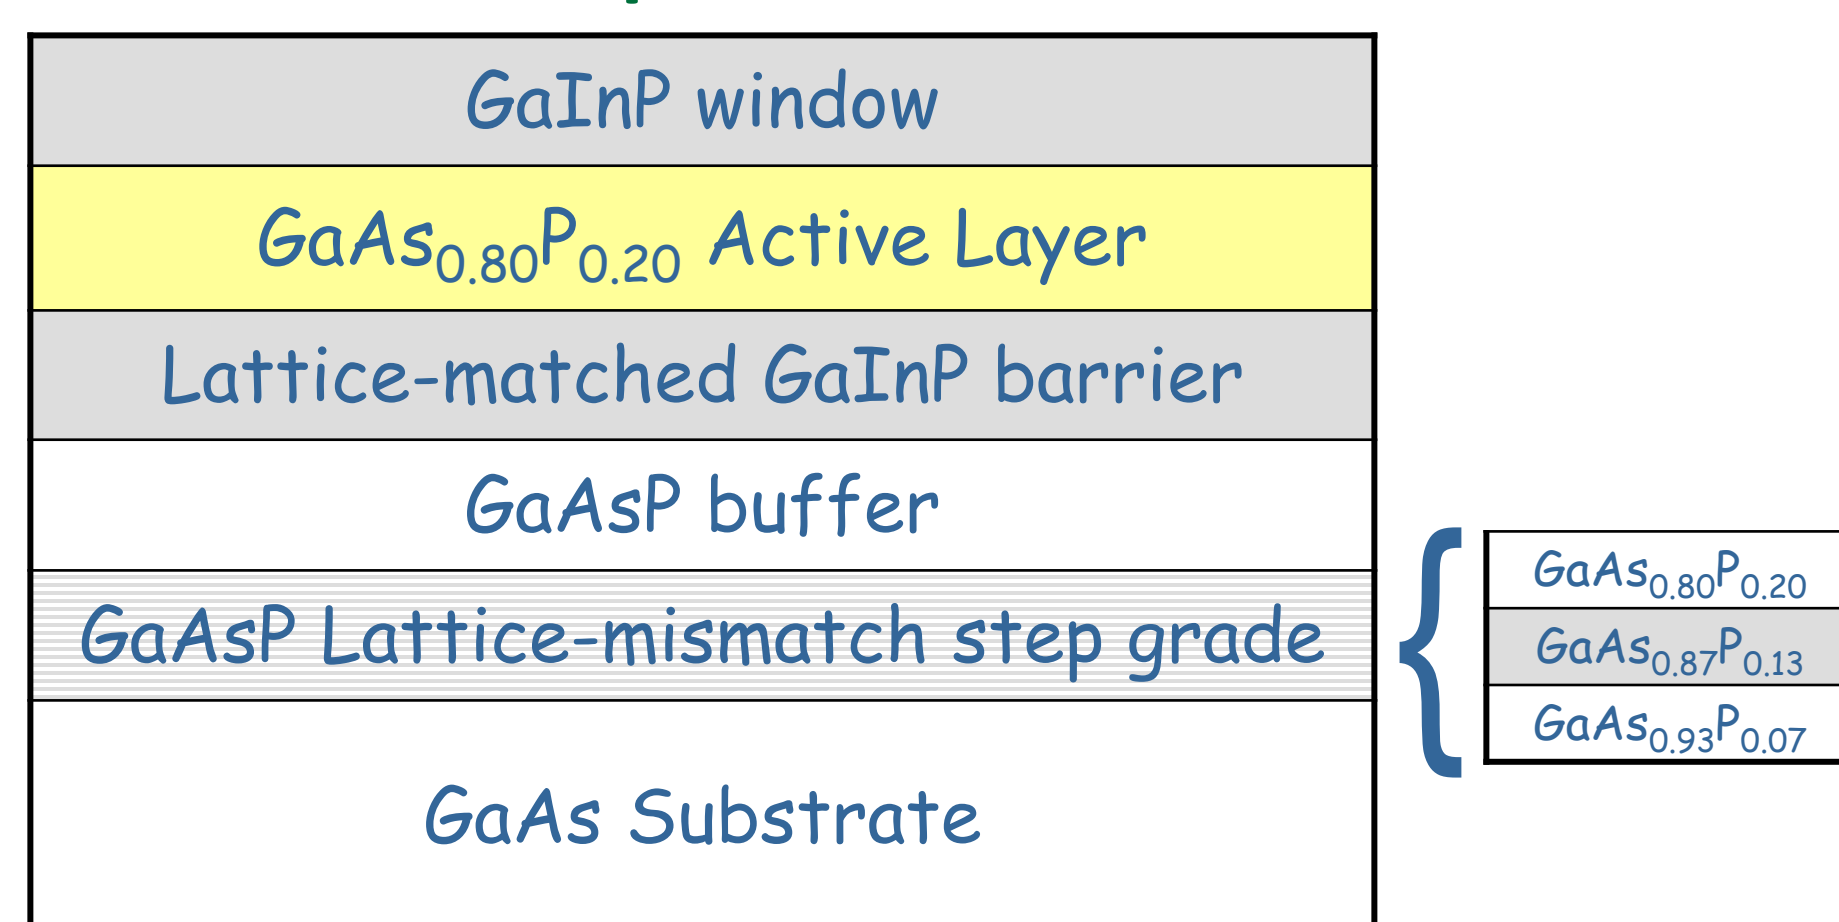 GaInP window
GaAs₀.₈₀P₀.₂₀ Active Layer
Lattice-matched GaInP barrier
GaAsP buffer
GaAsP Lattice-mismatch step grade
GaAs Substrate
GaAs₀.₈₀P₀.₂₀
GaAs₀.₈₇P₀.₁₃
GaAs₀.₉₃P₀.₀₇